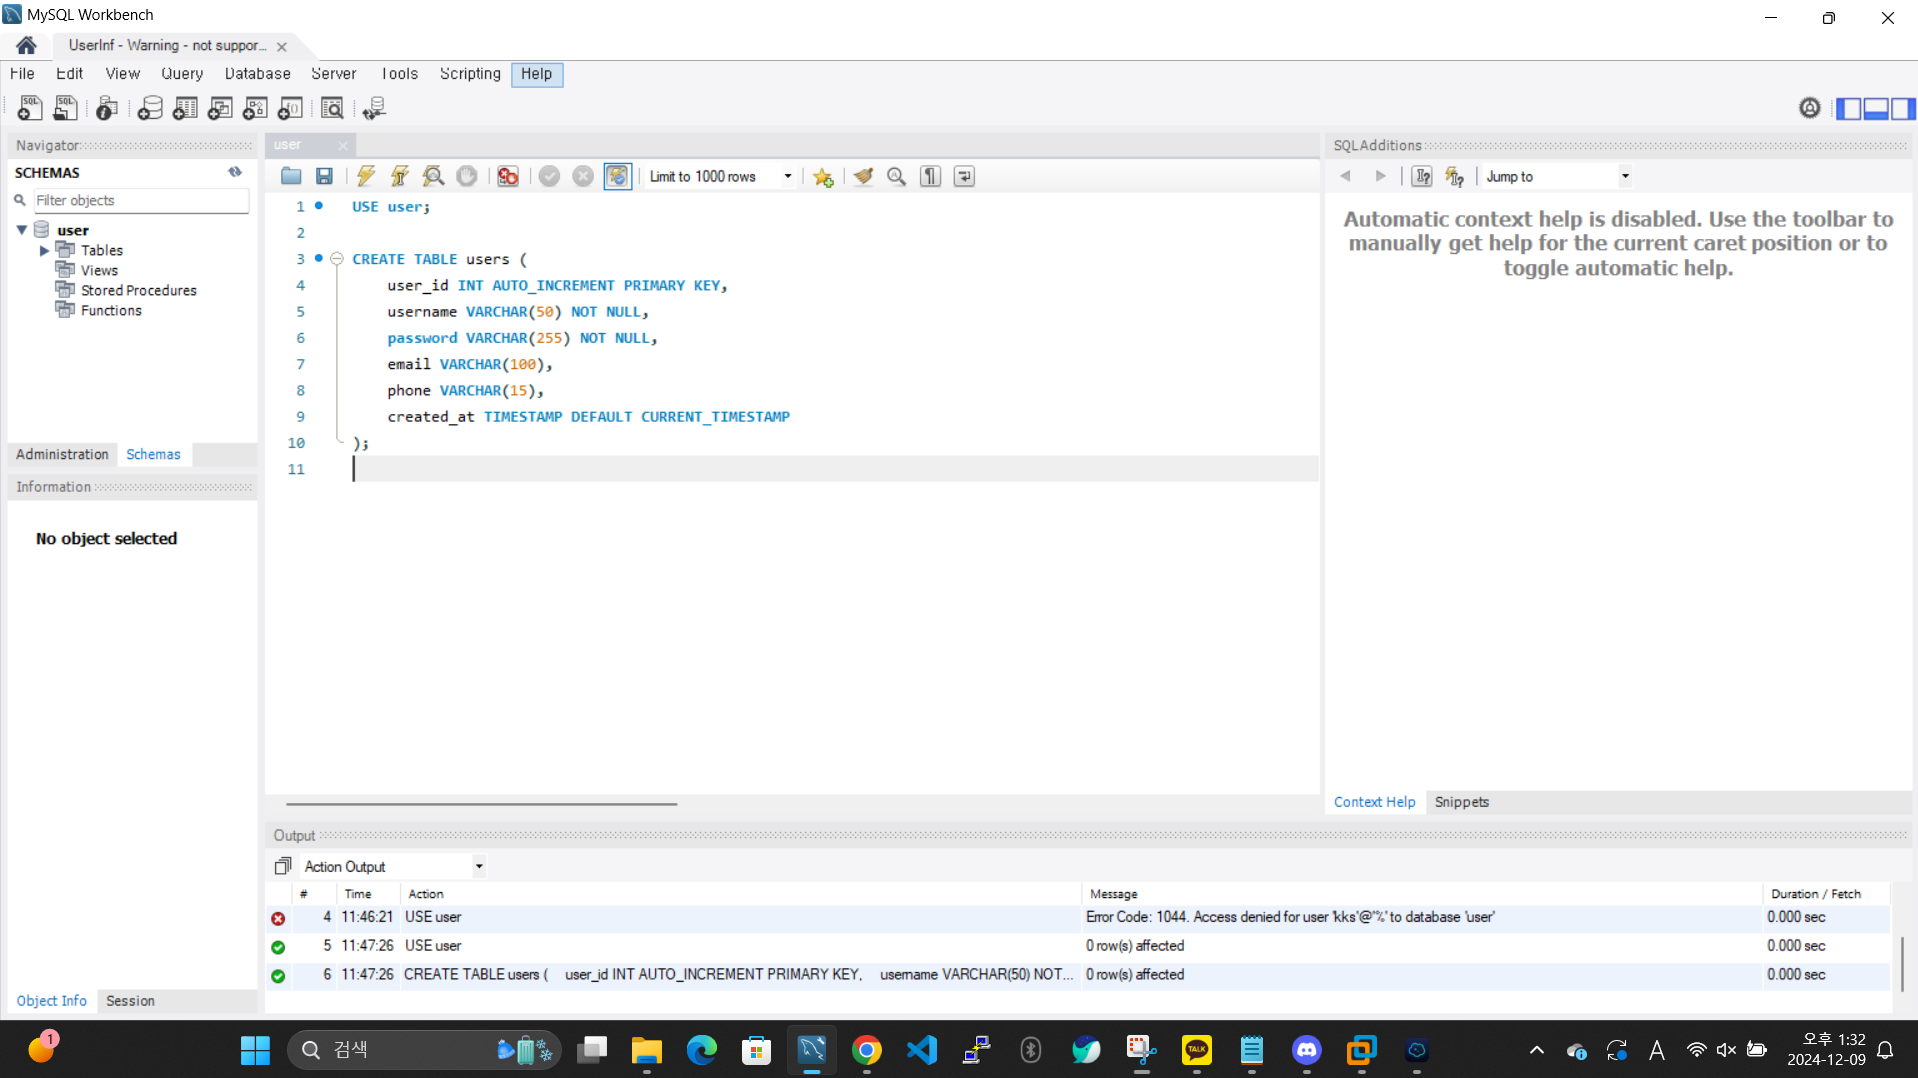 MySQL Workbench
UserInf - Warning - not suppor...
File Edit View Query Database Server Tools Scripting Help
Navigator
SCHEMAS
Filter objects
user
Tables
Views
Stored Procedures
Functions
Administration Schemas
Information
No object selected
Object Info Session
user
Limit to 1000 rows
1 USE user;
2
3 CREATE TABLE users (
4 user_id INT AUTO_INCREMENT PRIMARY KEY,
5 username VARCHAR(50) NOT NULL,
6 password VARCHAR(255) NOT NULL,
7 email VARCHAR(100),
8 phone VARCHAR(15),
9 created_at TIMESTAMP DEFAULT CURRENT_TIMESTAMP
10 );
11
SQLAdditions
Jump to
Automatic context help is disabled. Use the toolbar to
manually get help for the current caret position or to
toggle automatic help.
Context Help Snippets
Output
Action Output
# Time Action Message Duration / Fetch
4 11:46:21 USE user Error Code: 1044. Access denied for user 'kks'@'%' to database 'user' 0.000 sec
5 11:47:26 USE user 0 row(s) affected 0.000 sec
6 11:47:26 CREATE TABLE users ( user_id INT AUTO_INCREMENT PRIMARY KEY, username VARCHAR(50) NOT... 0 row(s) affected 0.000 sec
1
검색
TALK
A
오후 1:32
2024-12-09